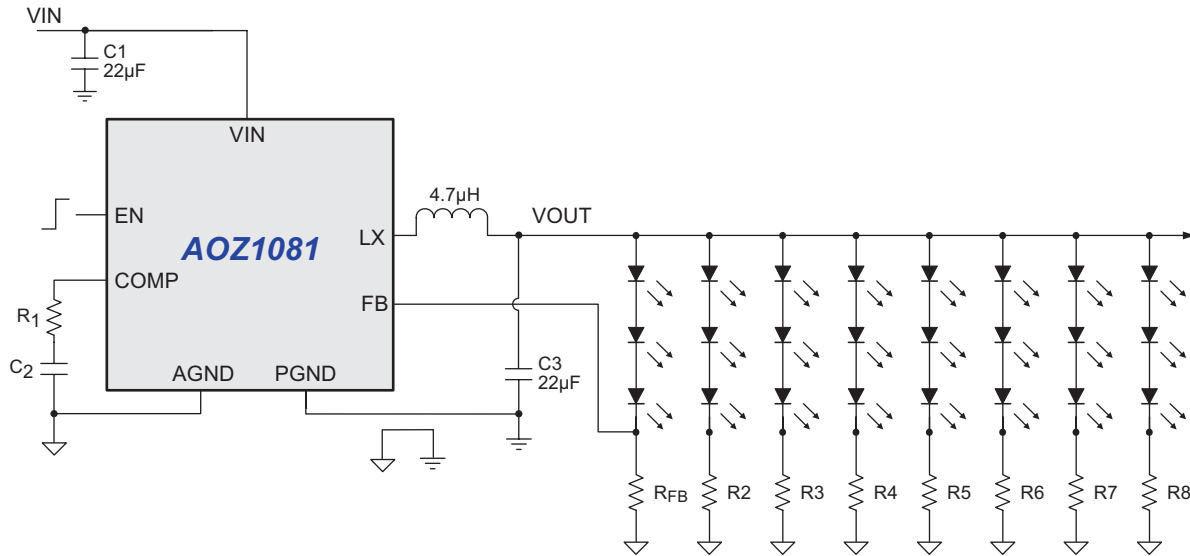 VIN
C1
22µF
VIN
4.7µH
VOUT
EN
LX
AOZ1081
COMP
FB
R1
C2
AGND
PGND
C3
22µF
RFB
R2
R3
R4
R5
R6
R7
R8